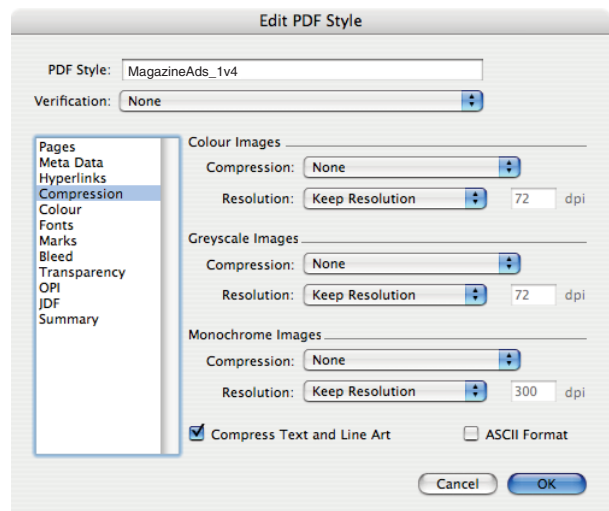 Edit PDF Style
PDF Style: MagazineAds_1v4
Verification: None
Pages
Meta Data
Hyperlinks
Compression
Colour
Fonts
Marks
Bleed
Transparency
OPI
JDF
Summary
Colour Images
Compression: None
Resolution: Keep Resolution 72 dpi
Greyscale Images
Compression: None
Resolution: Keep Resolution 72 dpi
Monochrome Images
Compression: None
Resolution: Keep Resolution 300 dpi
Compress Text and Line Art ASCII Format
Cancel OK